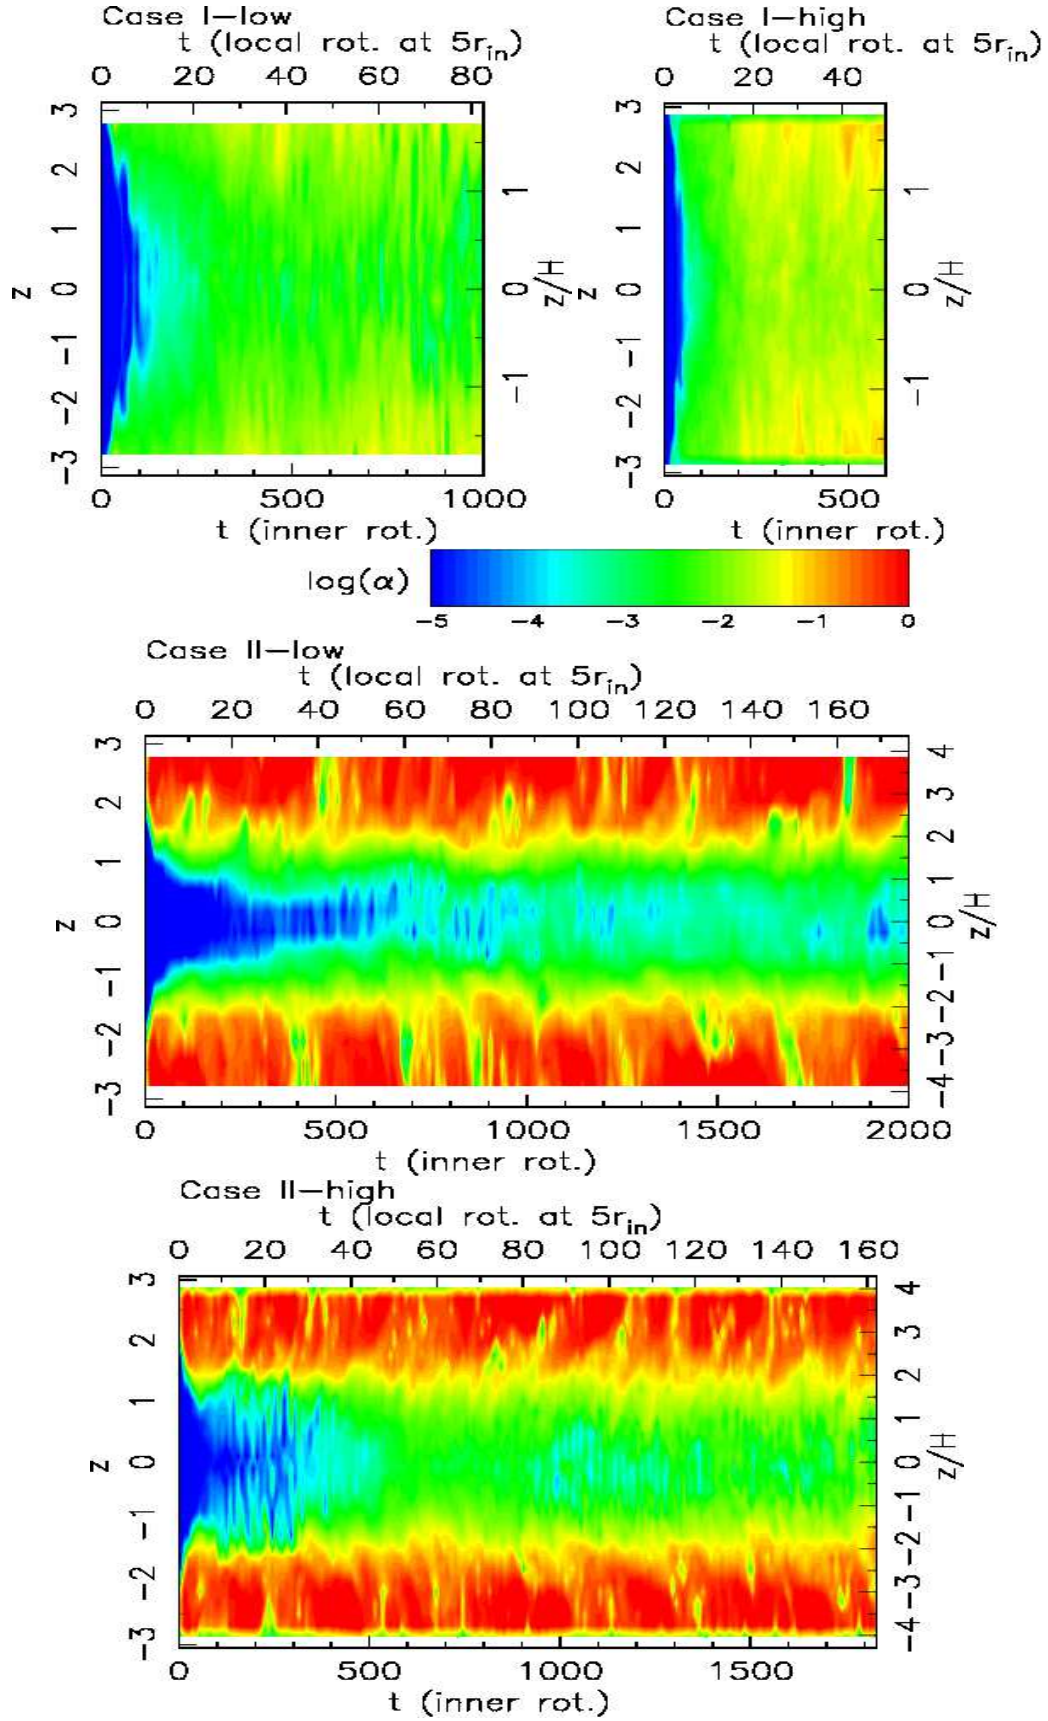 Case I−low
t (local rot. at 5r_in)
0 20 40 60 80
3 2 1 0 −1 −2 −3
z
1 0 −1
z/H
0 500 1000
t (inner rot.)
Case I−high
t (local rot. at 5r_in)
0 20 40
3 2 1 0 −1 −2 −3
z
1 0 −1
z/H
0 500
t (inner rot.)
log(α)
−5 −4 −3 −2 −1 0
Case II−low
t (local rot. at 5r_in)
0 20 40 60 80 100 120 140 160
3 2 1 0 −1 −2 −3
z
4 3 2 1 0 −1 −2 −3 −4
z/H
0 500 1000 1500 2000
t (inner rot.)
Case II−high
t (local rot. at 5r_in)
0 20 40 60 80 100 120 140 160
3 2 1 0 −1 −2 −3
z
4 3 2 1 0 −1 −2 −3 −4
z/H
0 500 1000 1500
t (inner rot.)